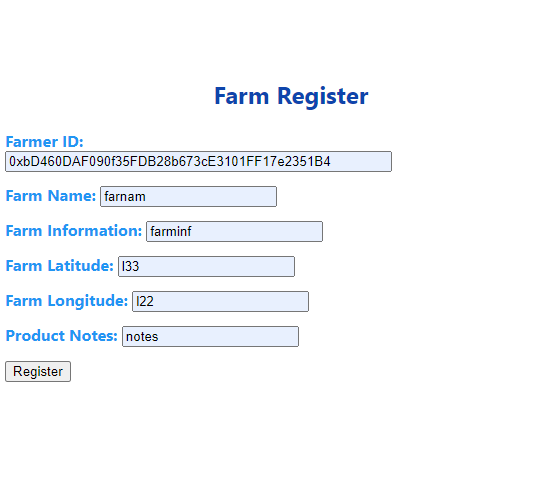 Farm Register
Farmer ID:
0xbD460DAF090f35FDB28b673cE3101FF17e2351B4
Farm Name: farnam
Farm Information: farminf
Farm Latitude: l33
Farm Longitude: l22
Product Notes: notes
Register